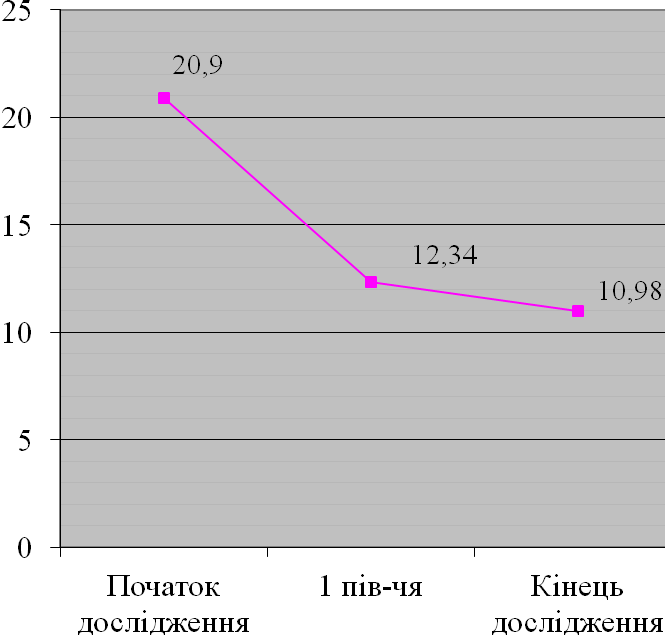 25
20,9
20
15
12,34
10,98
10
5
0
Початок
дослідження
1 пів-чя
Кінець
дослідження